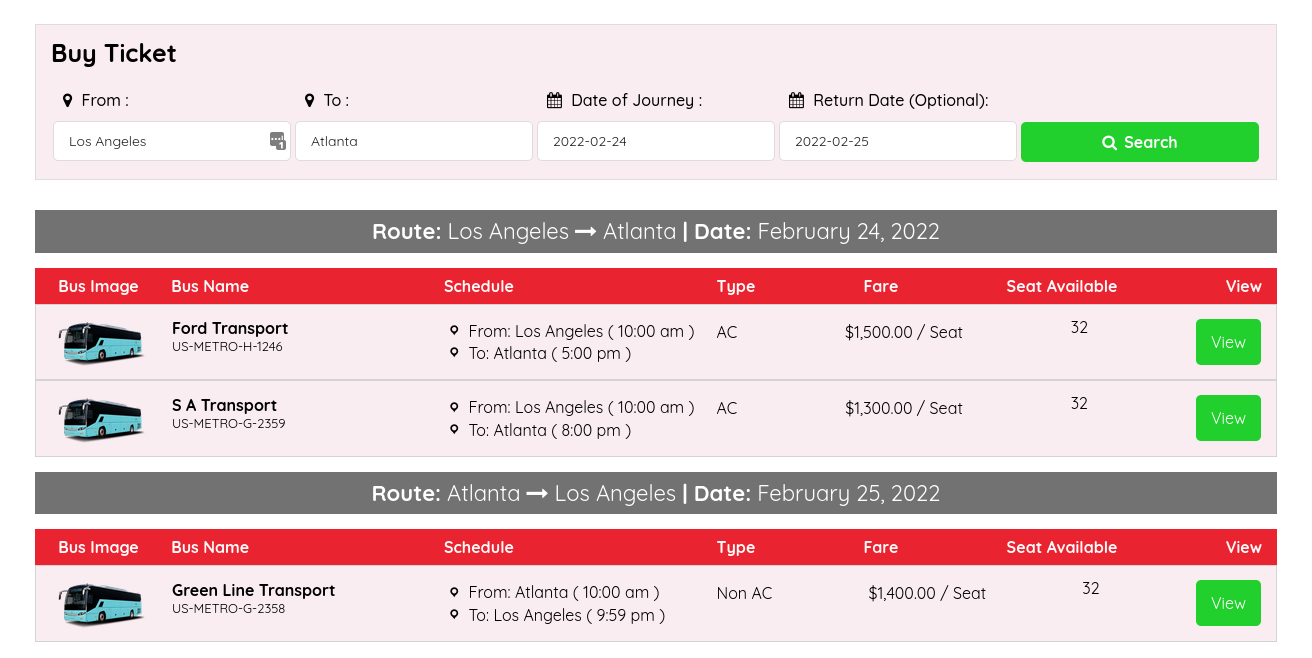 Buy Ticket
From : To : Date of Journey : Return Date (Optional):
Los Angeles Atlanta 2022-02-24 2022-02-25 Search
Route: Los Angeles → Atlanta | Date: February 24, 2022
Bus Image Bus Name Schedule Type Fare Seat Available View
Ford Transport
US-METRO-H-1246
From: Los Angeles ( 10:00 am )
To: Atlanta ( 5:00 pm )
AC
$1,500.00 / Seat
32
View
S A Transport
US-METRO-G-2359
From: Los Angeles ( 10:00 am )
To: Atlanta ( 8:00 pm )
AC
$1,300.00 / Seat
32
View
Route: Atlanta → Los Angeles | Date: February 25, 2022
Bus Image Bus Name Schedule Type Fare Seat Available View
Green Line Transport
US-METRO-G-2358
From: Atlanta ( 10:00 am )
To: Los Angeles ( 9:59 pm )
Non AC
$1,400.00 / Seat
32
View